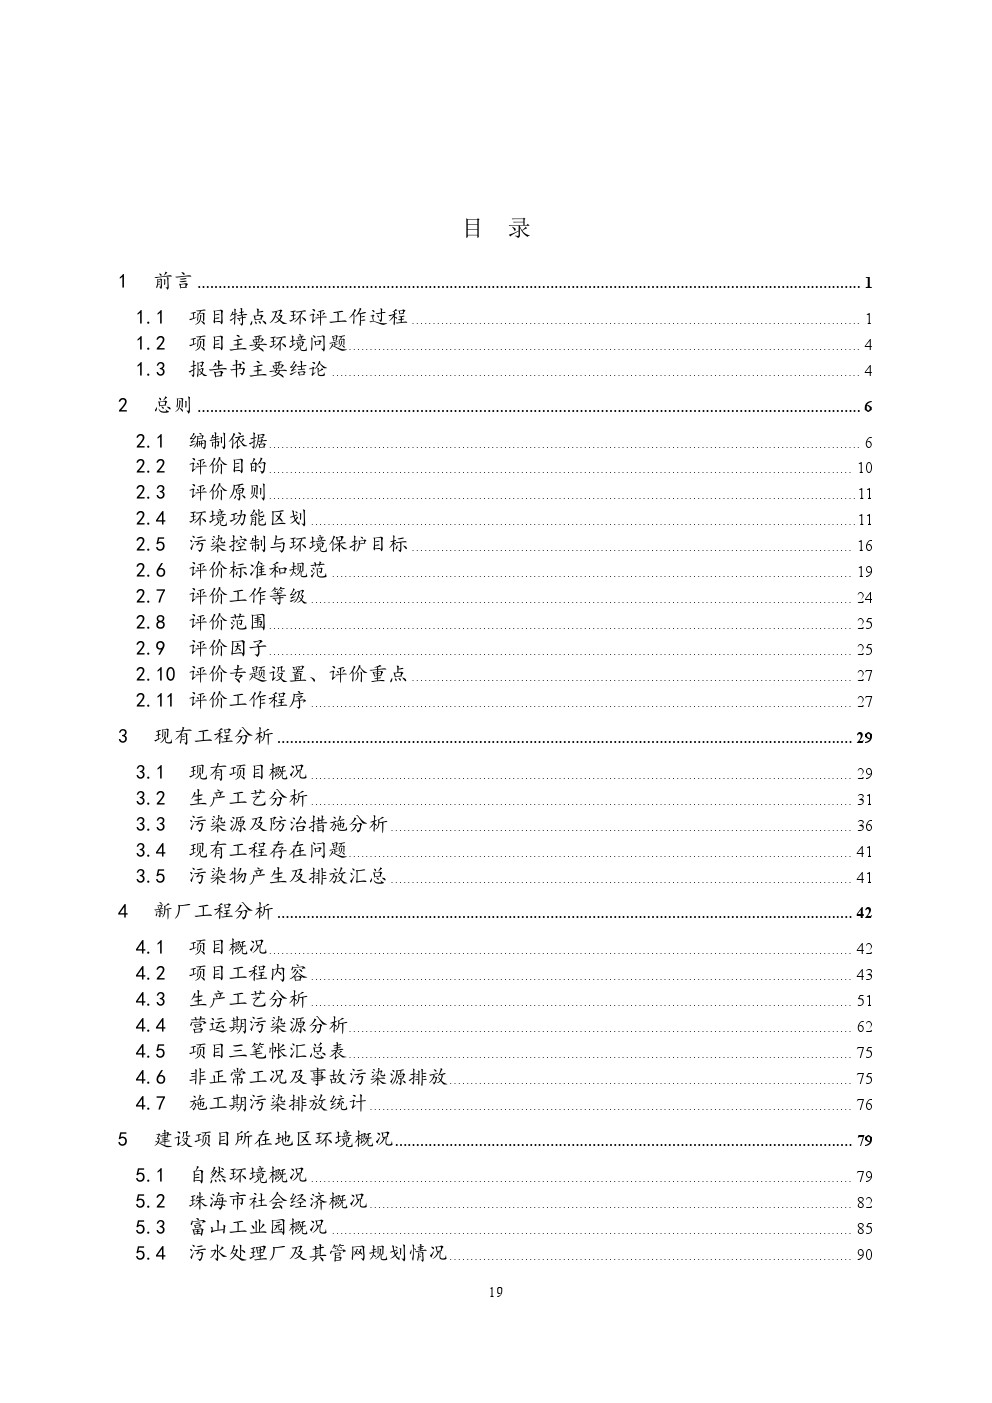 目 录
1 前言 1
1.1 项目特点及环评工作过程 1
1.2 项目主要环境问题 4
1.3 报告书主要结论 4
2 总则 6
2.1 编制依据 6
2.2 评价目的 10
2.3 评价原则 11
2.4 环境功能区划 11
2.5 污染控制与环境保护目标 16
2.6 评价标准和规范 19
2.7 评价工作等级 24
2.8 评价范围 25
2.9 评价因子 25
2.10 评价专题设置、评价重点 27
2.11 评价工作程序 27
3 现有工程分析 29
3.1 现有项目概况 29
3.2 生产工艺分析 31
3.3 污染源及防治措施分析 36
3.4 现有工程存在问题 41
3.5 污染物产生及排放汇总 41
4 新厂工程分析 42
4.1 项目概况 42
4.2 项目工程内容 43
4.3 生产工艺分析 51
4.4 营运期污染源分析 62
4.5 项目三笔帐汇总表 75
4.6 非正常工况及事故污染源排放 75
4.7 施工期污染排放统计 76
5 建设项目所在地区环境概况 79
5.1 自然环境概况 79
5.2 珠海市社会经济概况 82
5.3 富山工业园概况 85
5.4 污水处理厂及其管网规划情况 90
19